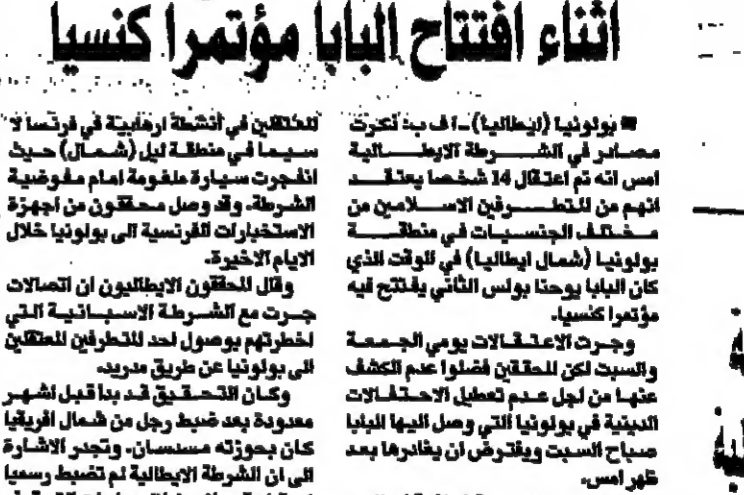 اثناء افتتاح البابا مؤتمرا كنسيا
■ بولونيا (ايطاليا) - ا ف ب: ذكرت
مصادر في الشرطة الايطالية
امس انه تم اعتقال 14 شخصا يعتقد
انهم من المتطرفين الاسلامين من
مختلف الجنسيات في منطقة
بولونيا (شمال ايطاليا) في الوقت الذي
كان البابا يوحنا بولس الثاني يفتتح فيه
مؤتمرا كنسيا.
وجرت الاعتقالات يومي الجمعة
والسبت لكن المحققين فضلوا عدم الكشف
عنها من اجل عدم تعطيل الاحتفالات
الدينية في بولونيا التي وصل اليها البابا
صباح السبت ويفترض ان يغادرها بعد
ظهر امس.
المعتقلين في أنشطة ارهابية في فرنسا لا
سيما في منطقة ليل (شمال) حيث
انفجرت سيارة ملغومة امام مفوضية
الشرطة. وقد وصل محققون من اجهزة
الاستخبارات الفرنسية الى بولونيا خلال
الايام الاخيرة.
وقال المحققون الايطاليون ان اتصالات
جرت مع الشرطة الاسبانية التي
اخطرتهم بوصول احد المتطرفين المعتقلين
الى بولونيا عن طريق مدريد.
وكان التحقيق قد بدا قبل اشهر
معدودة بعد ضبط رجل من شمال افريقيا
كان بحوزته مسدسان. وتجدر الاشارة
الى ان الشرطة الايطالية لم تضبط رسميا